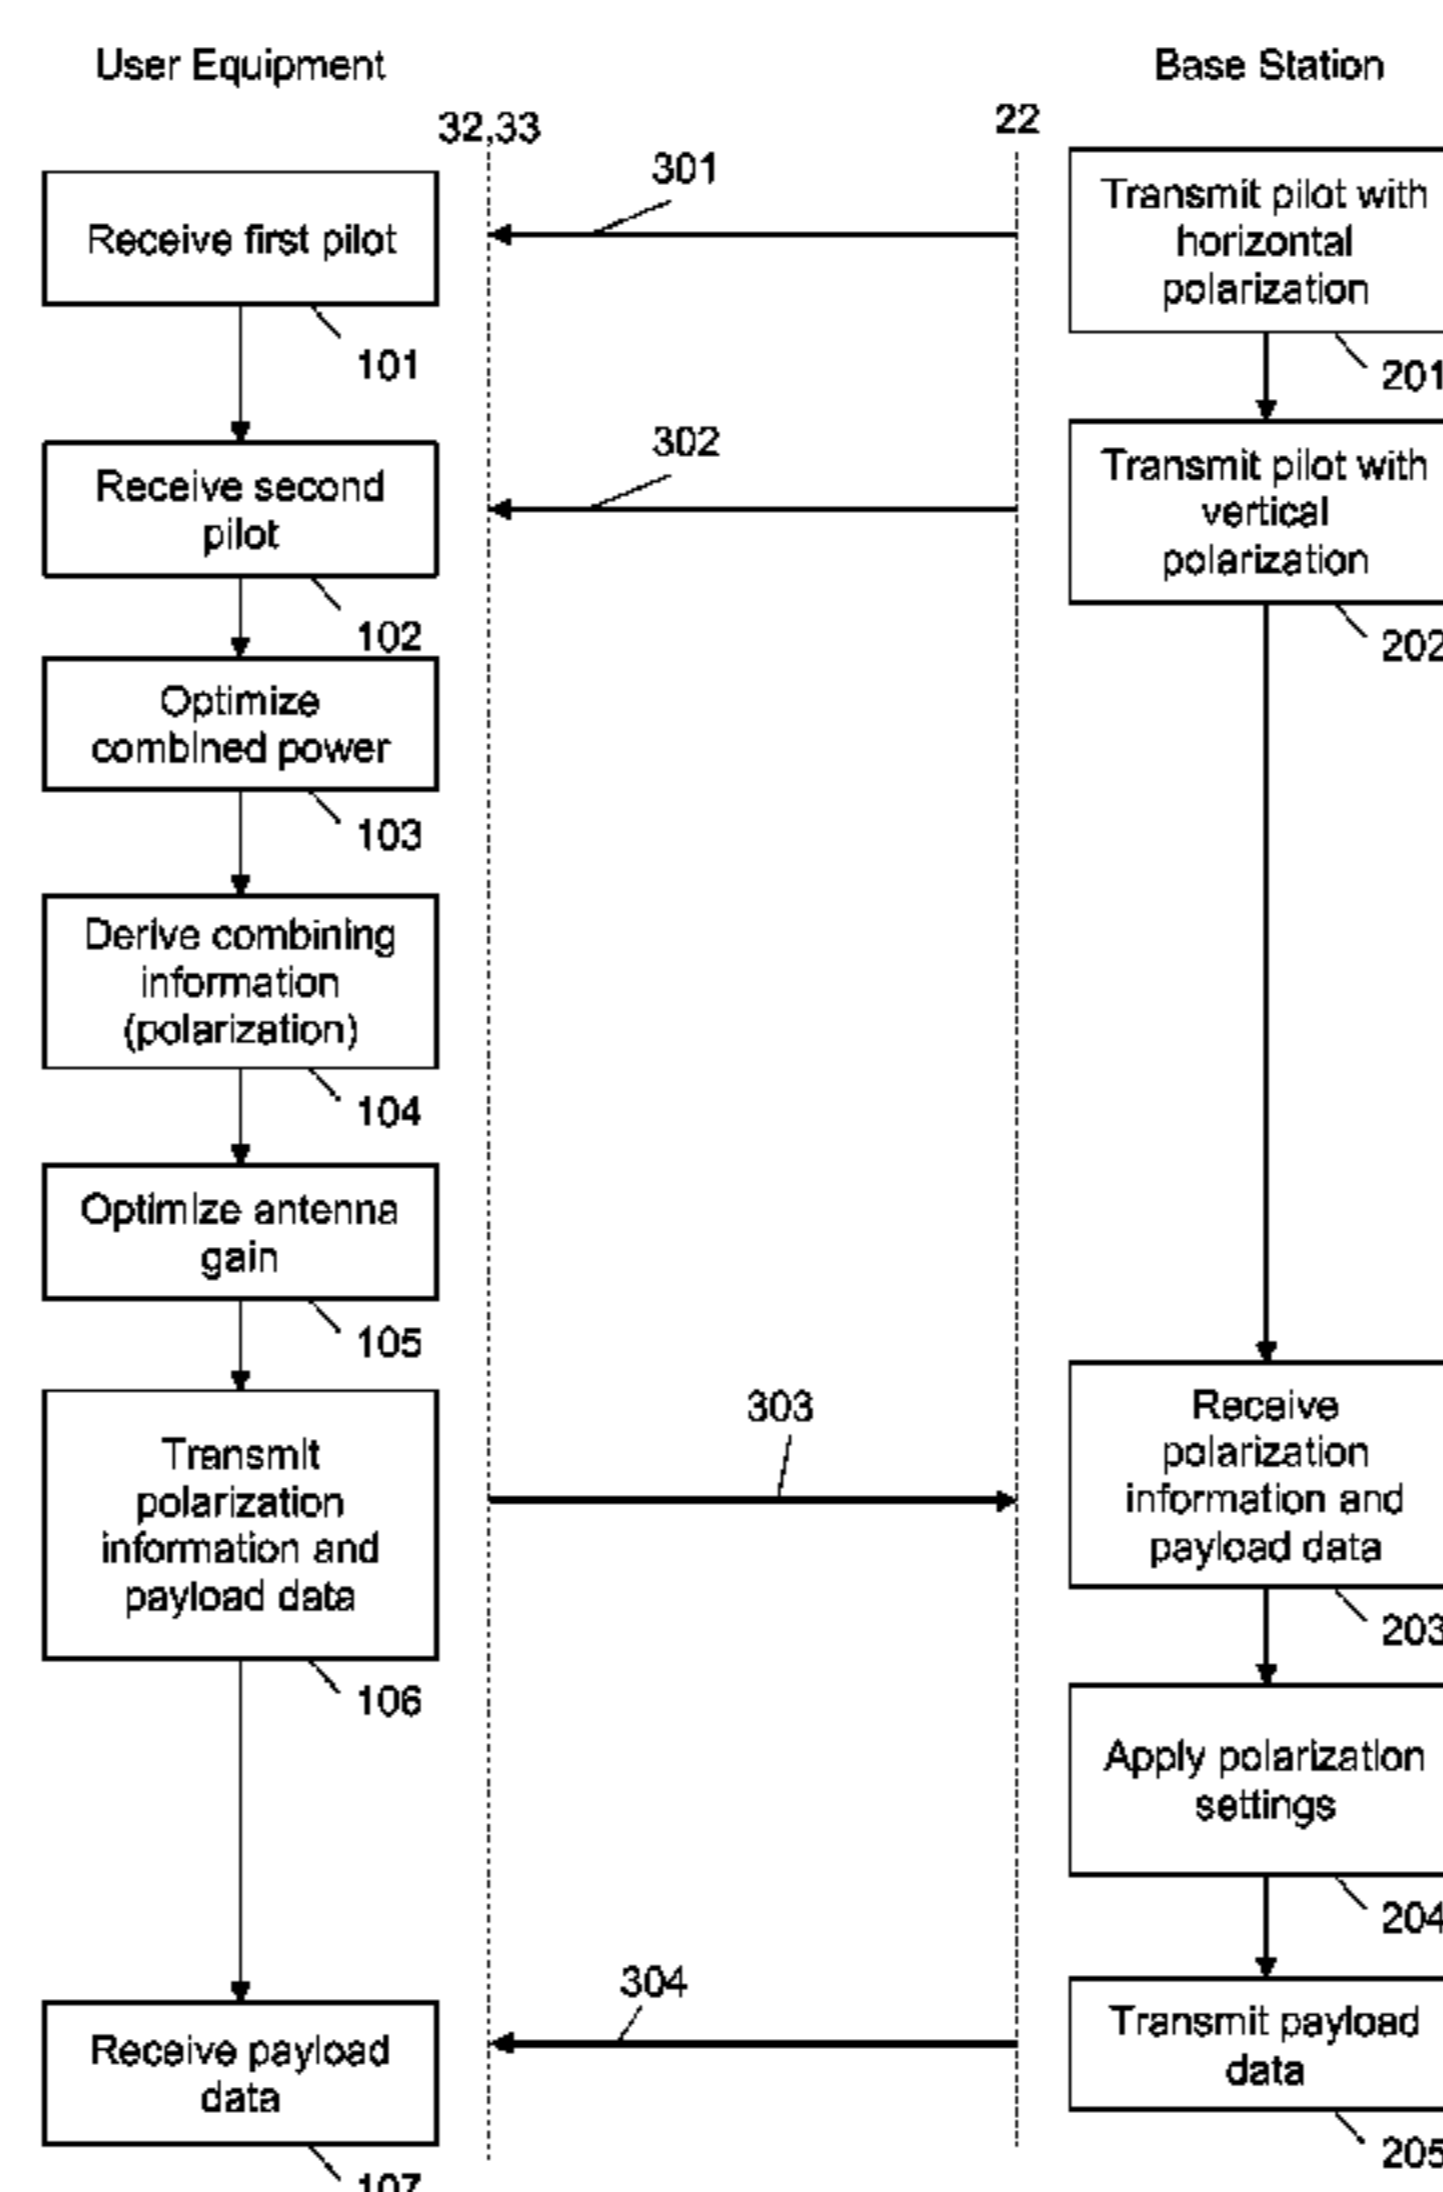 User Equipment
Base Station
32,33
22
301
Receive first pilot
101
Transmit pilot with
horizontal
polarization
201
302
Receive second
pilot
102
Transmit pilot with
vertical
polarization
202
Optimize
combined power
103
Derive combining
information
(polarization)
104
Optimize antenna
gain
105
303
Transmit
polarization
information and
payload data
106
Receive
polarization
information and
payload data
203
Apply polarization
settings
204
304
Receive payload
data
107
Transmit payload
data
205